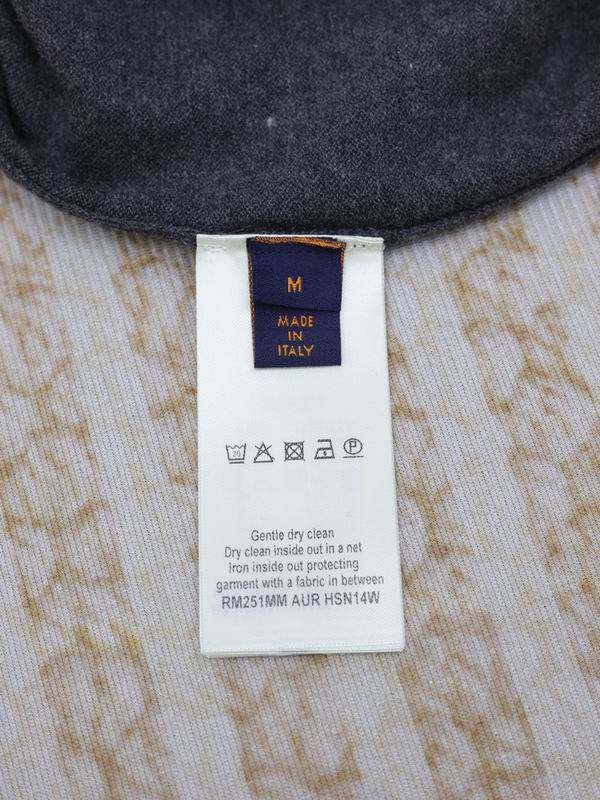 M
MADE
IN
ITALY
30
P
Gentle dry clean
Dry clean inside out in a net
Iron inside out protecting
garment with a fabric in between
RM251MM AUR HSN14W